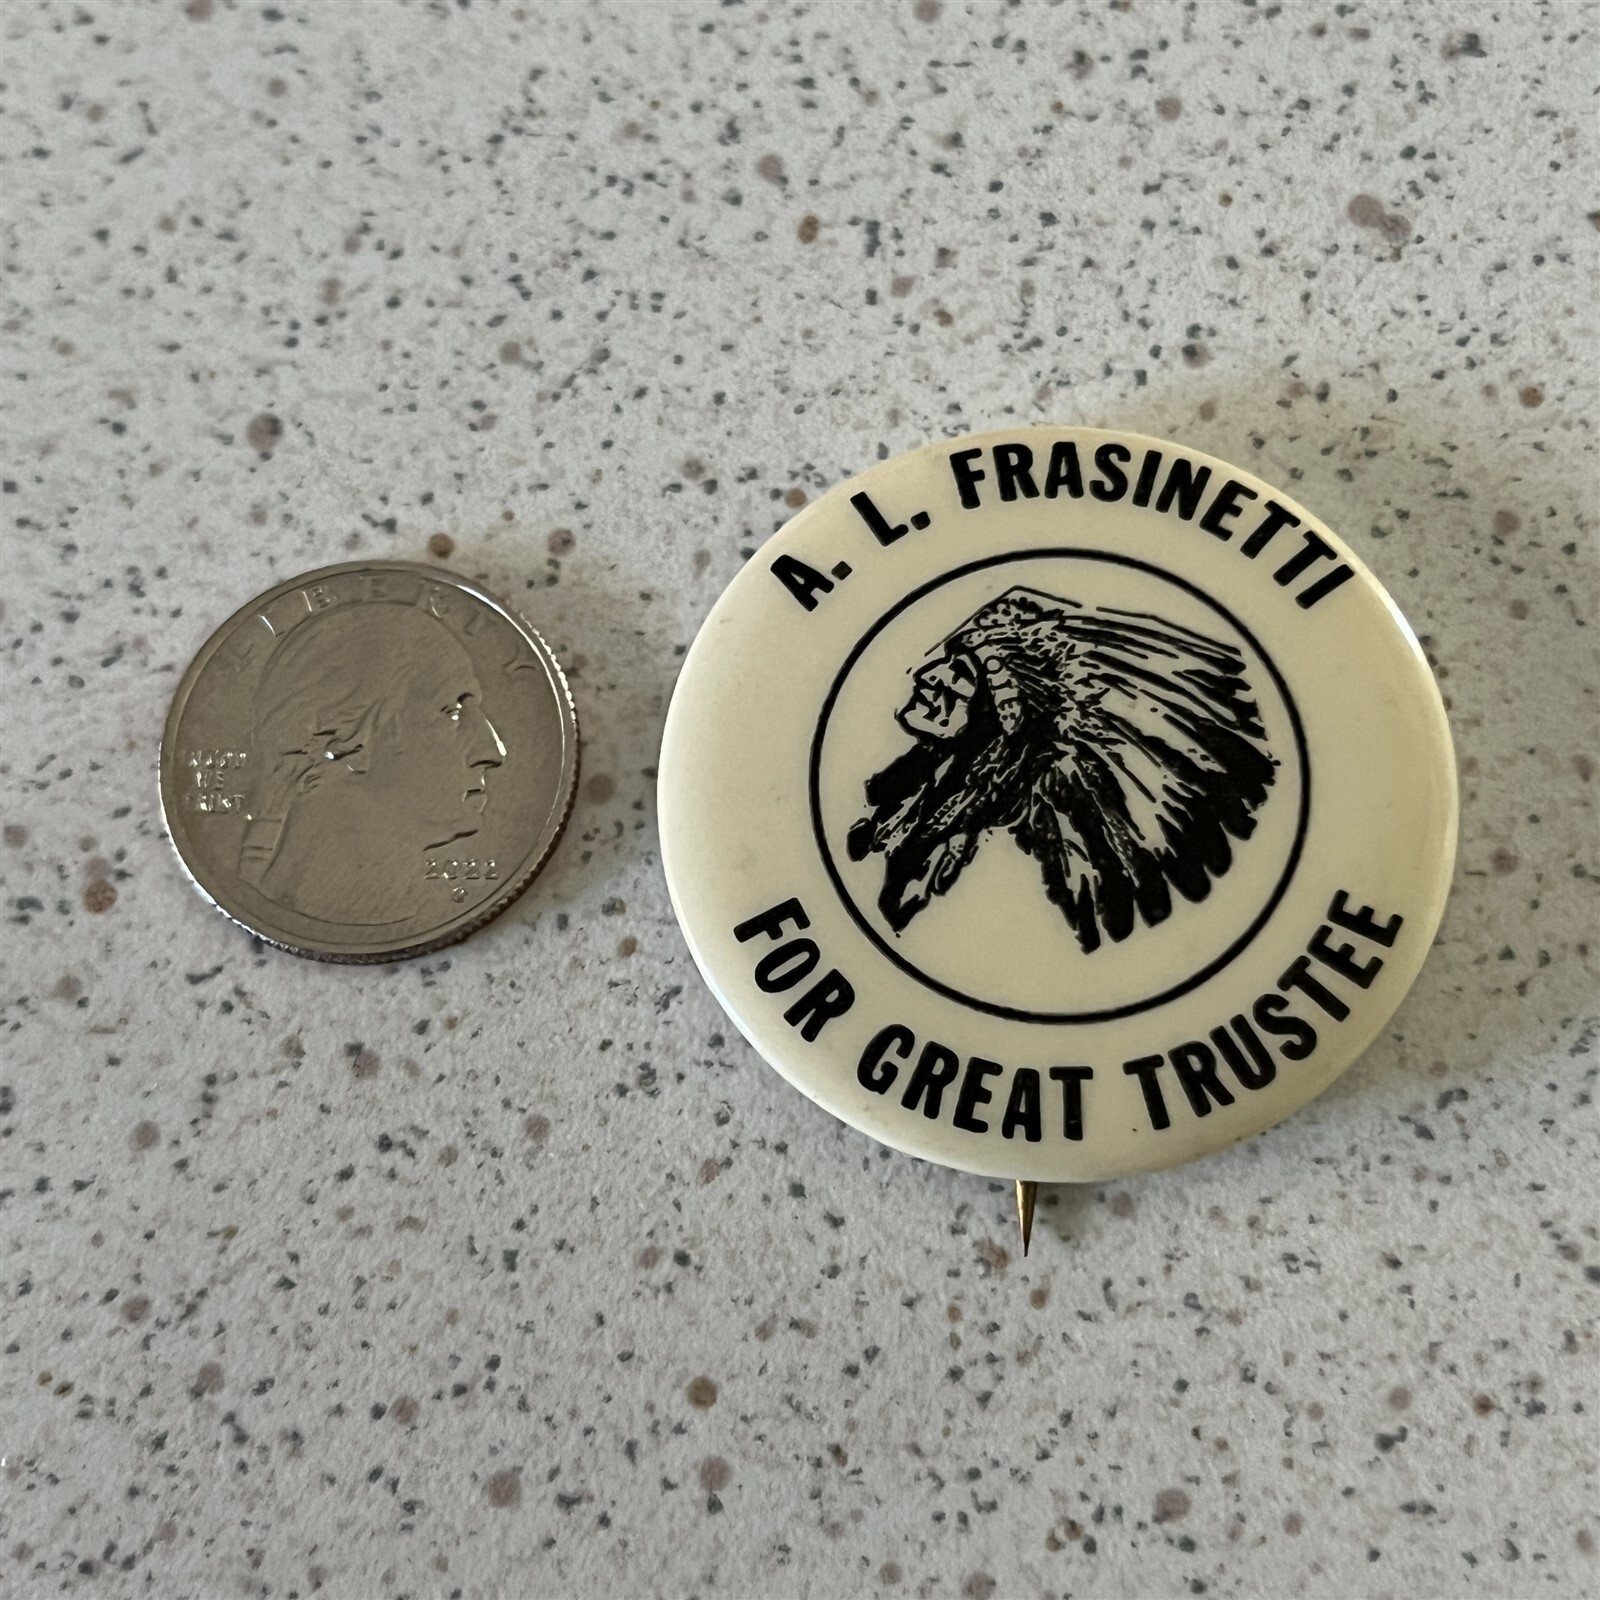 LIBERTY
IN GOD
WE
TRUST
2022
P
A. L. FRASINETTI
FOR GREAT TRUSTEE